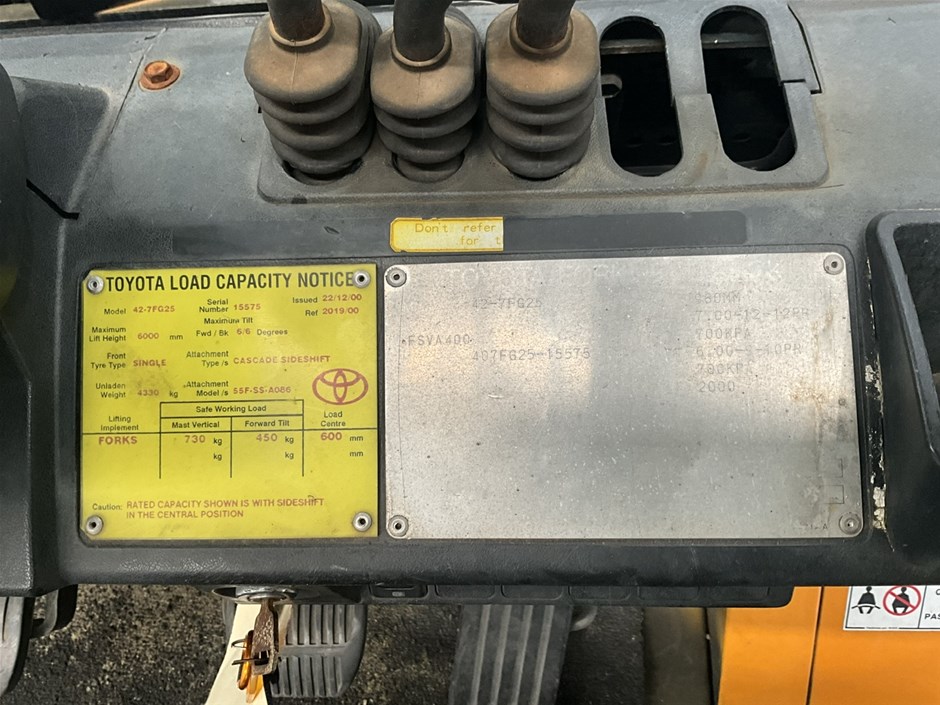 Don't refer
for t
TOYOTA LOAD CAPACITY NOTICE
Model 42-7FG25 Serial Number 15575 Issued 22/12/00
Ref 2019/00
Maximum Lift Height 6000 mm Maximum Tilt Fwd / Bk 6/6 Degrees
Front Tyre Type SINGLE Attachment Type /s CASCADE SIDESHIFT
Unladen Weight 4330 kg Attachment Model /s 55F-SS-A086
Lifting Implement Safe Working Load Load Centre
Mast Vertical Forward Tilt
FORKS 730 kg 450 kg 600 mm
kg kg mm
Caution: RATED CAPACITY SHOWN IS WITH SIDESHIFT
IN THE CENTRAL POSITION
42-7FG25
FSVA400
407FG25-15575
700KPA
2000
PAS